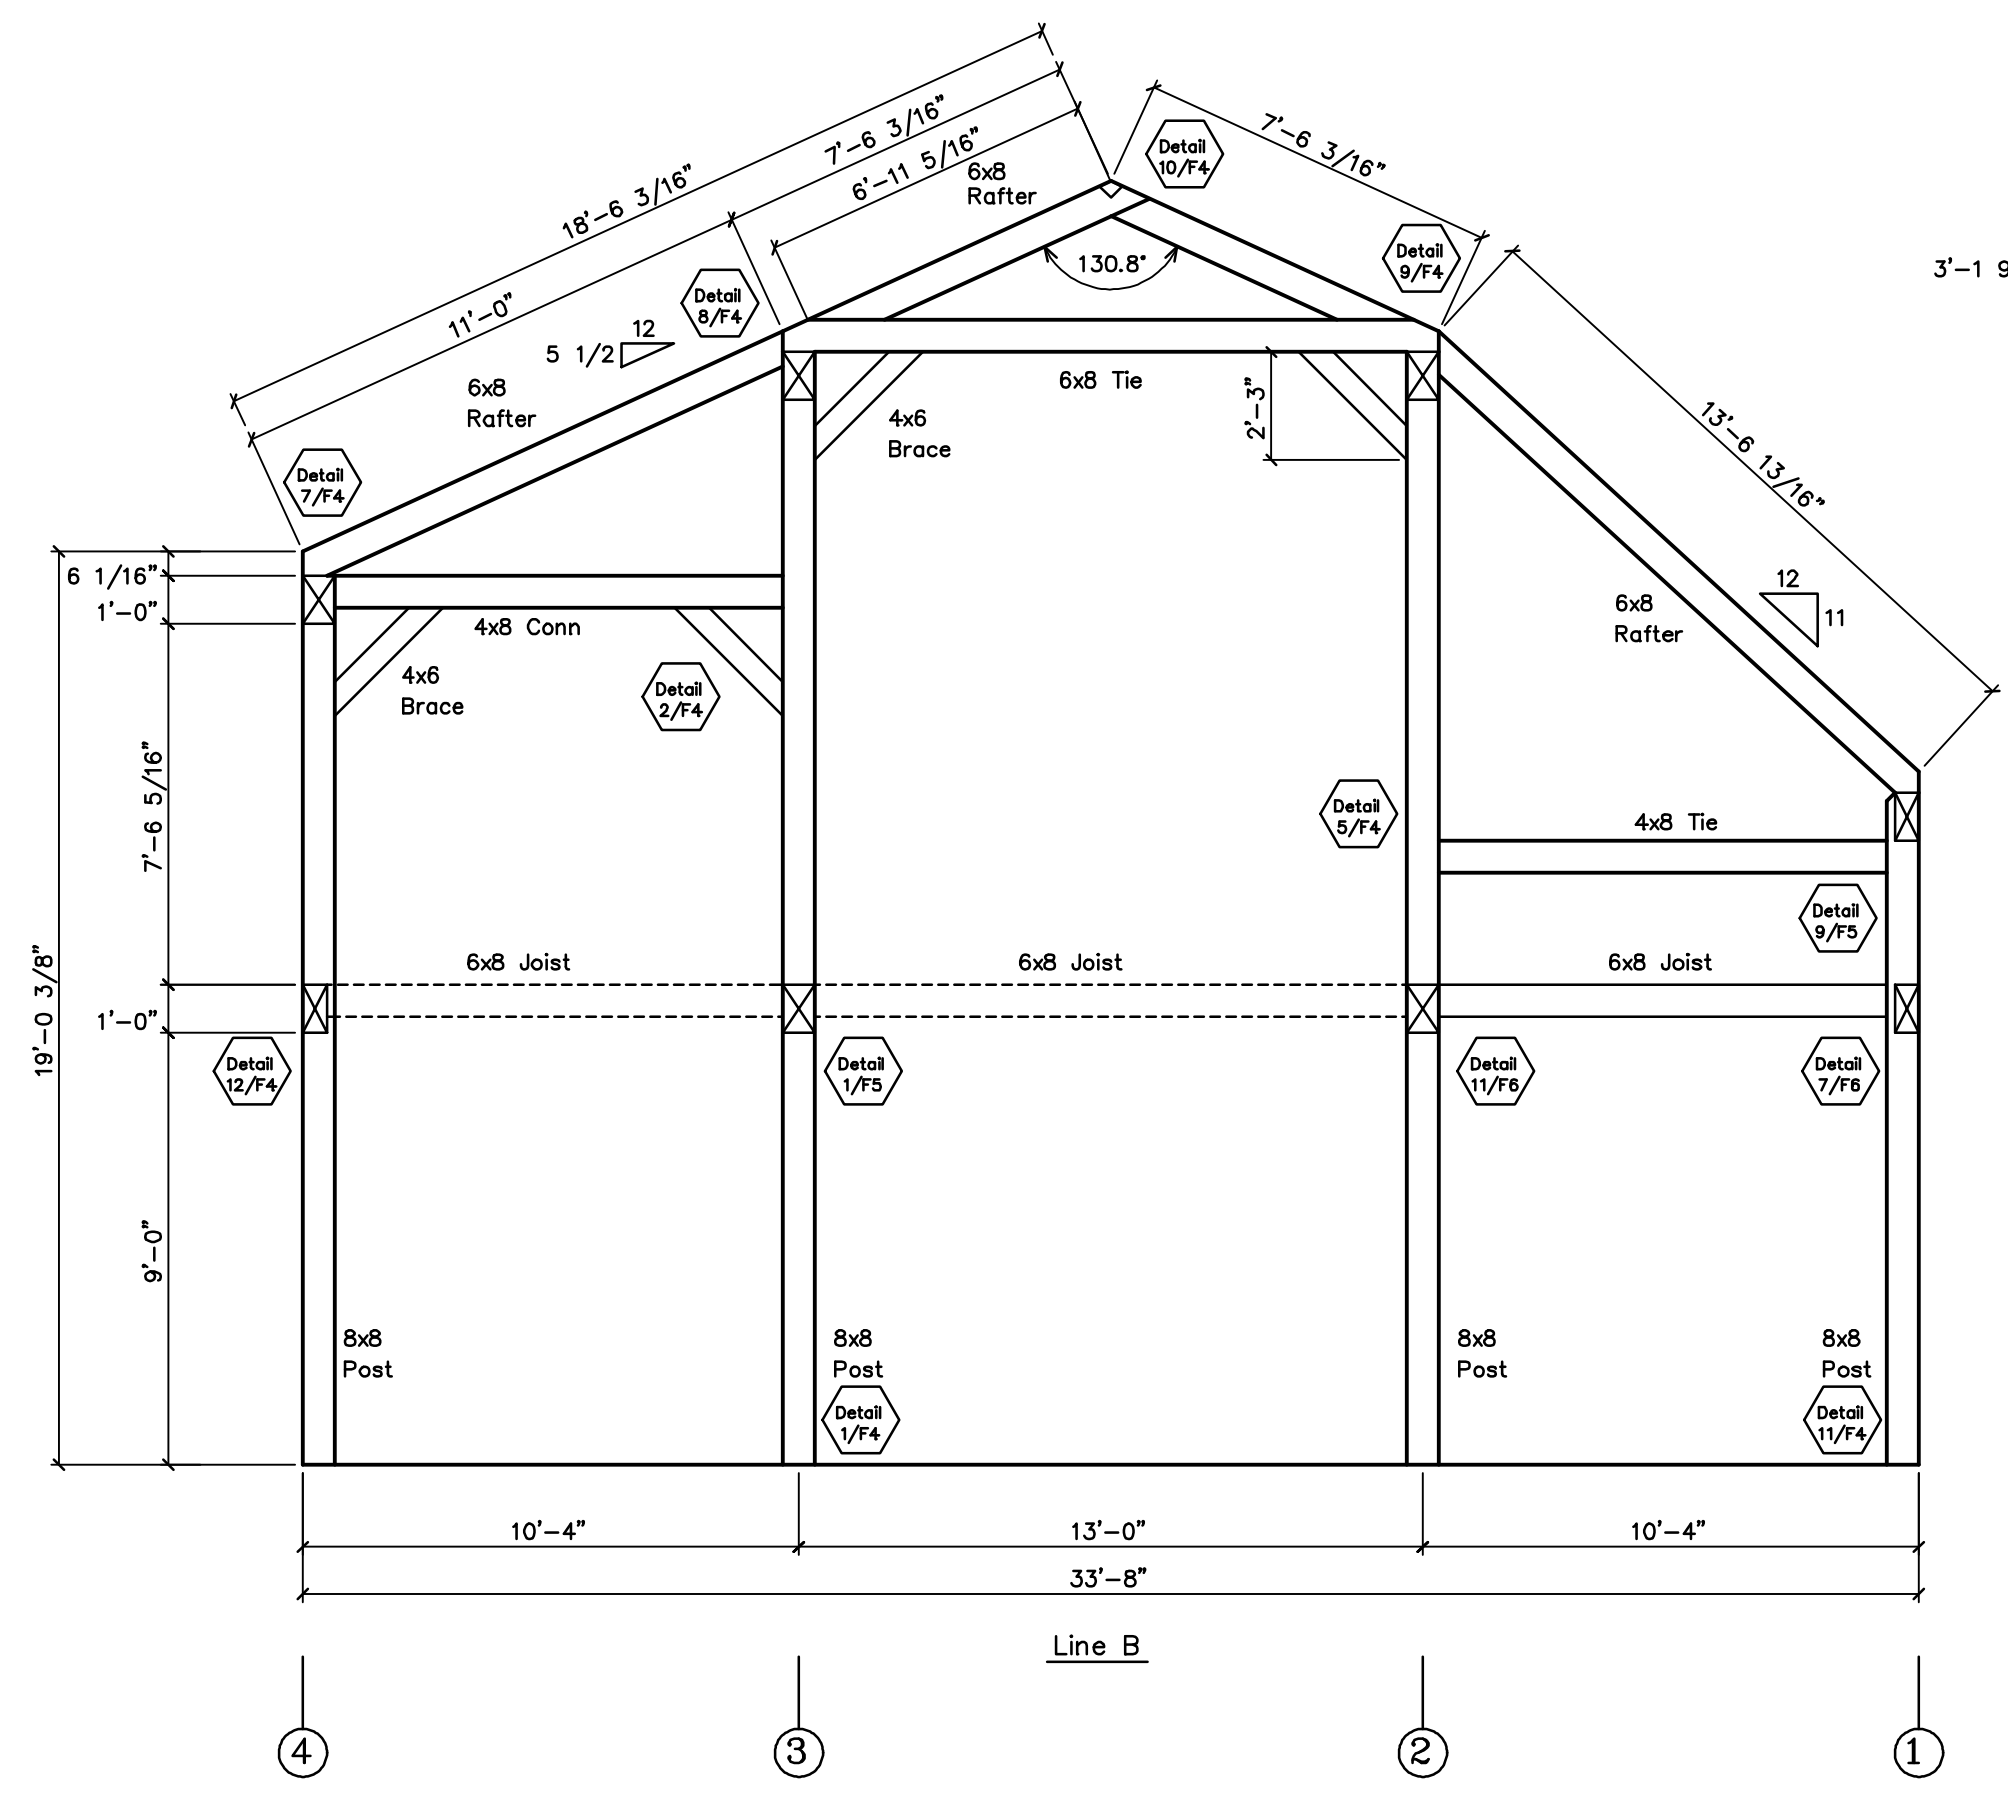 18'-6 3/16"
7'-6 3/16"
6'-11 5/16"
6x8
Rafter
Detail
10/F4
7'-6 3/16"
Detail
9/F4
130.8°
3'-1 9
11'-0"
Detail
8/F4
12
5 1/2
6x8
Rafter
Detail
7/F4
6x8 Tie
4x6
Brace
2'-3"
13'-6 13/16"
6 1/16"
1'-0"
4x8 Conn
4x6
Brace
Detail
2/F4
12
11
6x8
Rafter
7'-6 5/16"
Detail
5/F4
4x8 Tie
Detail
9/F5
6x8 Joist
6x8 Joist
6x8 Joist
19'-0 3/8"
1'-0"
Detail
12/F4
Detail
1/F5
Detail
11/F6
Detail
7/F6
9'-0"
8x8
Post
8x8
Post
8x8
Post
8x8
Post
Detail
1/F4
Detail
11/F4
10'-4"
13'-0"
10'-4"
33'-8"
Line B
4
3
2
1